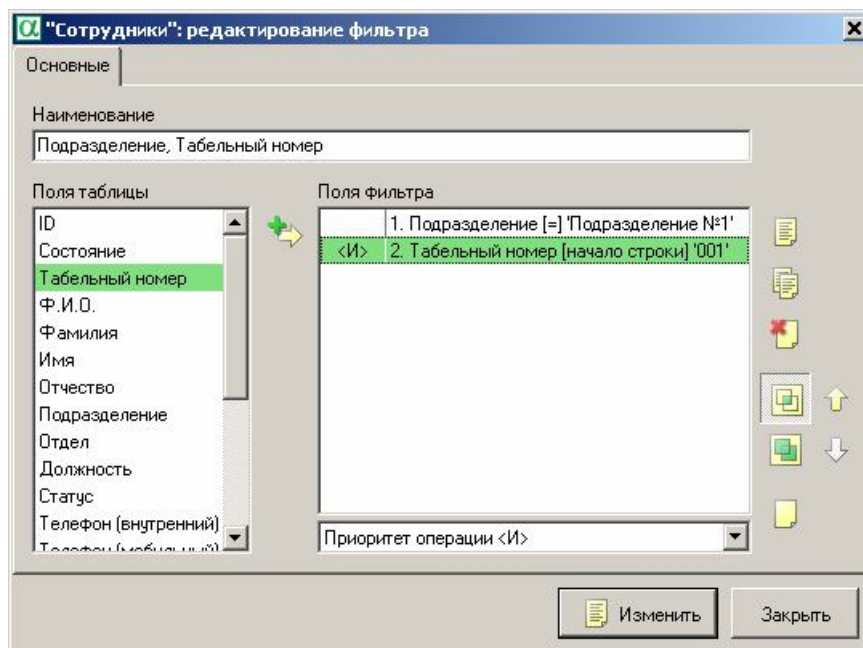 "Сотрудники": редактирование фильтра
Основные
Наименование
Подразделение, Табельный номер
Поля таблицы
ID
Состояние
Табельный номер
Ф.И.О.
Фамилия
Имя
Отчество
Подразделение
Отдел
Должность
Статус
Телефон (внутренний)
Поля фильтра
1. Подразделение [=] 'Подразделение №1'
<И> 2. Табельный номер [начало строки] '001'
Приоритет операции <И>
Изменить
Закрыть